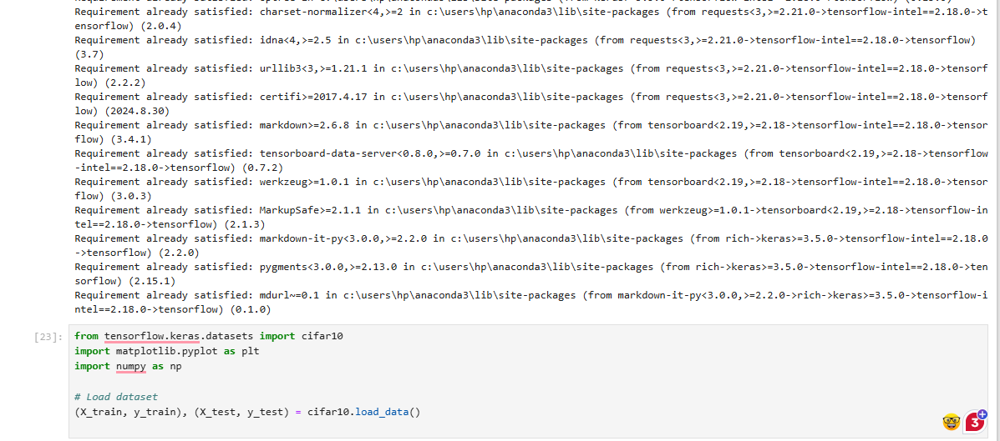 Requirement already satisfied: charset-normalizer<4,>=2 in c:\users\hp\anaconda3\lib\site-packages (from requests<3,>=2.21.0->tensorflow-intel==2.18.0->t
ensorflow) (2.0.4)
Requirement already satisfied: idna<4,>=2.5 in c:\users\hp\anaconda3\lib\site-packages (from requests<3,>=2.21.0->tensorflow-intel==2.18.0->tensorflow)
(3.7)
Requirement already satisfied: urllib3<3,>=1.21.1 in c:\users\hp\anaconda3\lib\site-packages (from requests<3,>=2.21.0->tensorflow-intel==2.18.0->tensorf
low) (2.2.2)
Requirement already satisfied: certifi>=2017.4.17 in c:\users\hp\anaconda3\lib\site-packages (from requests<3,>=2.21.0->tensorflow-intel==2.18.0->tensorf
low) (2024.8.30)
Requirement already satisfied: markdown>=2.6.8 in c:\users\hp\anaconda3\lib\site-packages (from tensorboard<2.19,>=2.18->tensorflow-intel==2.18.0->tensor
flow) (3.4.1)
Requirement already satisfied: tensorboard-data-server<0.8.0,>=0.7.0 in c:\users\hp\anaconda3\lib\site-packages (from tensorboard<2.19,>=2.18->tensorflow
-intel==2.18.0->tensorflow) (0.7.2)
Requirement already satisfied: werkzeug>=1.0.1 in c:\users\hp\anaconda3\lib\site-packages (from tensorboard<2.19,>=2.18->tensorflow-intel==2.18.0->tensor
flow) (3.0.3)
Requirement already satisfied: MarkupSafe>=2.1.1 in c:\users\hp\anaconda3\lib\site-packages (from werkzeug>=1.0.1->tensorboard<2.19,>=2.18->tensorflow-in
tel==2.18.0->tensorflow) (2.1.3)
Requirement already satisfied: markdown-it-py<3.0.0,>=2.2.0 in c:\users\hp\anaconda3\lib\site-packages (from rich->keras>=3.5.0->tensorflow-intel==2.18.0
->tensorflow) (2.2.0)
Requirement already satisfied: pygments<3.0.0,>=2.13.0 in c:\users\hp\anaconda3\lib\site-packages (from rich->keras>=3.5.0->tensorflow-intel==2.18.0->ten
sorflow) (2.15.1)
Requirement already satisfied: mdurl~=0.1 in c:\users\hp\anaconda3\lib\site-packages (from markdown-it-py<3.0.0,>=2.2.0->rich->keras>=3.5.0->tensorflow-i
ntel==2.18.0->tensorflow) (0.1.0)
[23]: from tensorflow.keras.datasets import cifar10
import matplotlib.pyplot as plt
import numpy as np
# Load dataset
(X_train, y_train), (X_test, y_test) = cifar10.load_data()
3